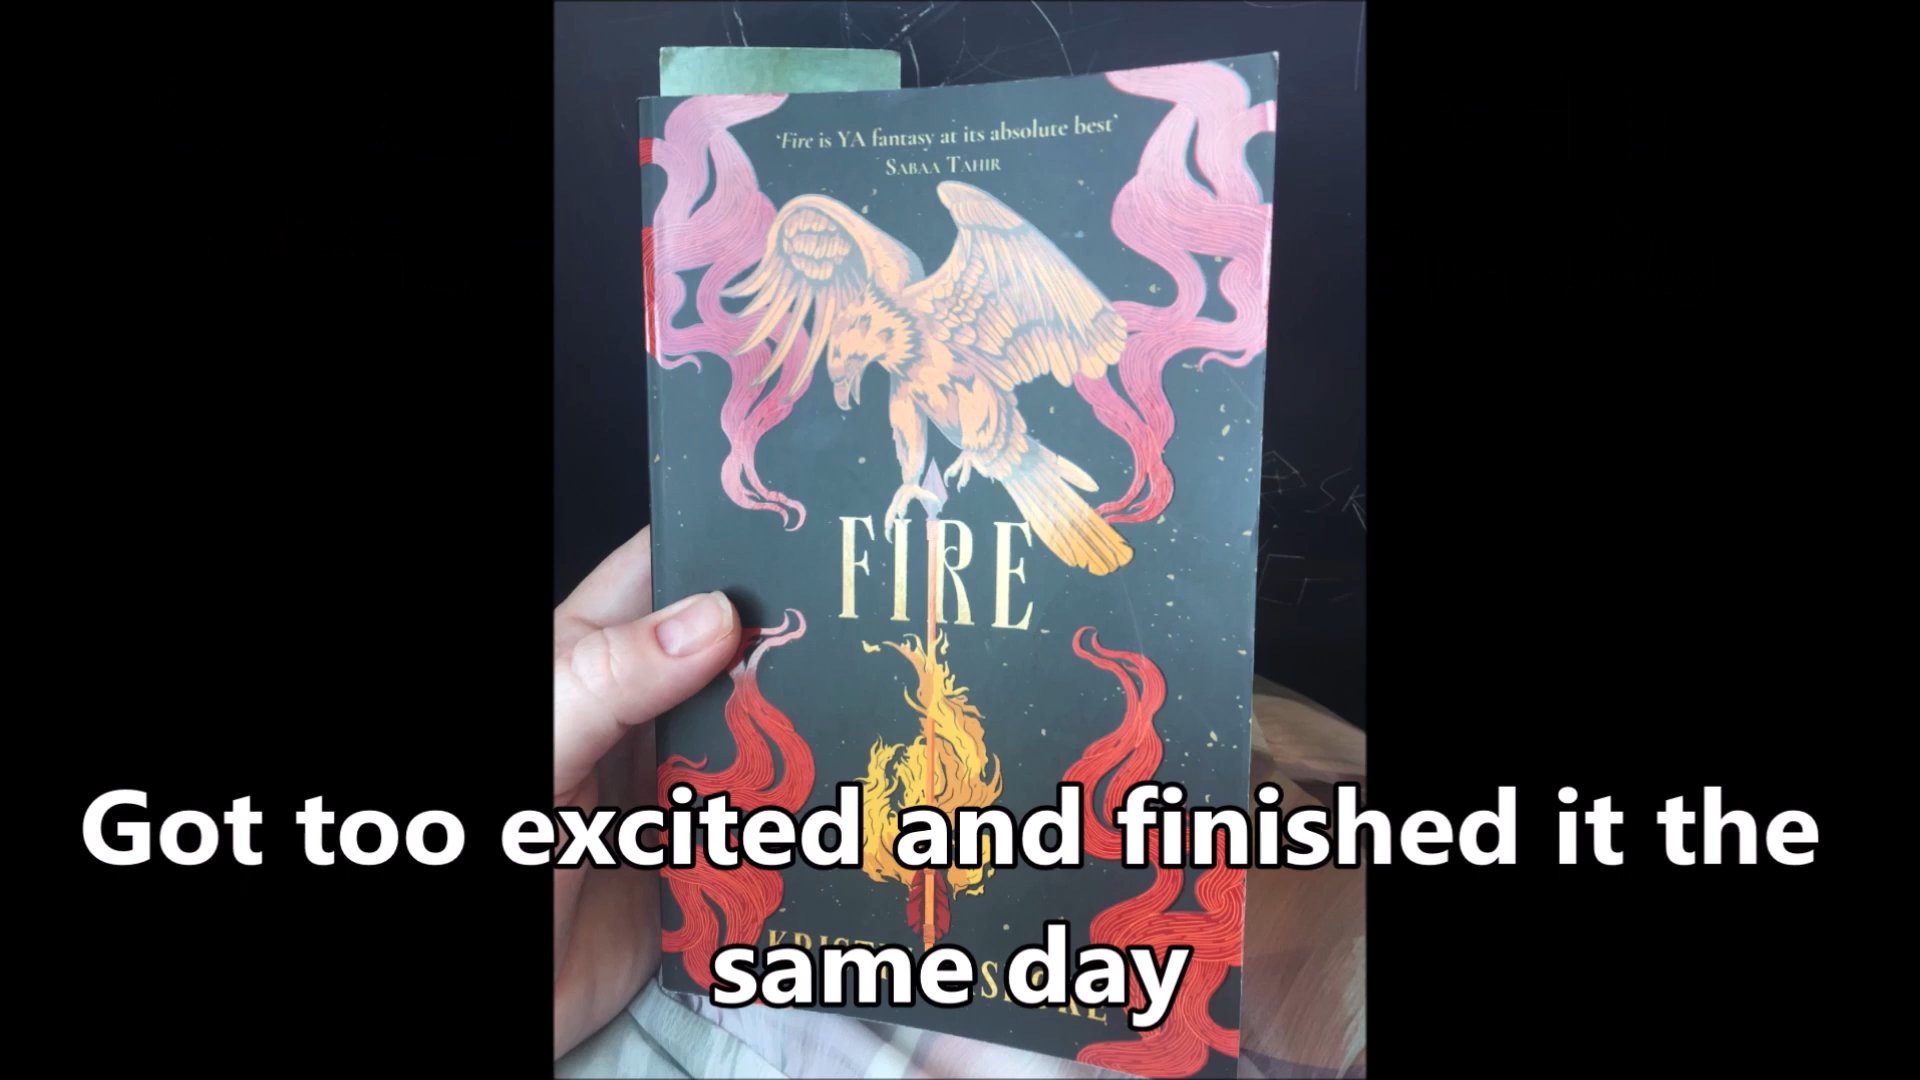 'Fire is YA fantasy at its absolute best'
SABAA TAHIR
FIRE
Got too excited and finished it the
same day